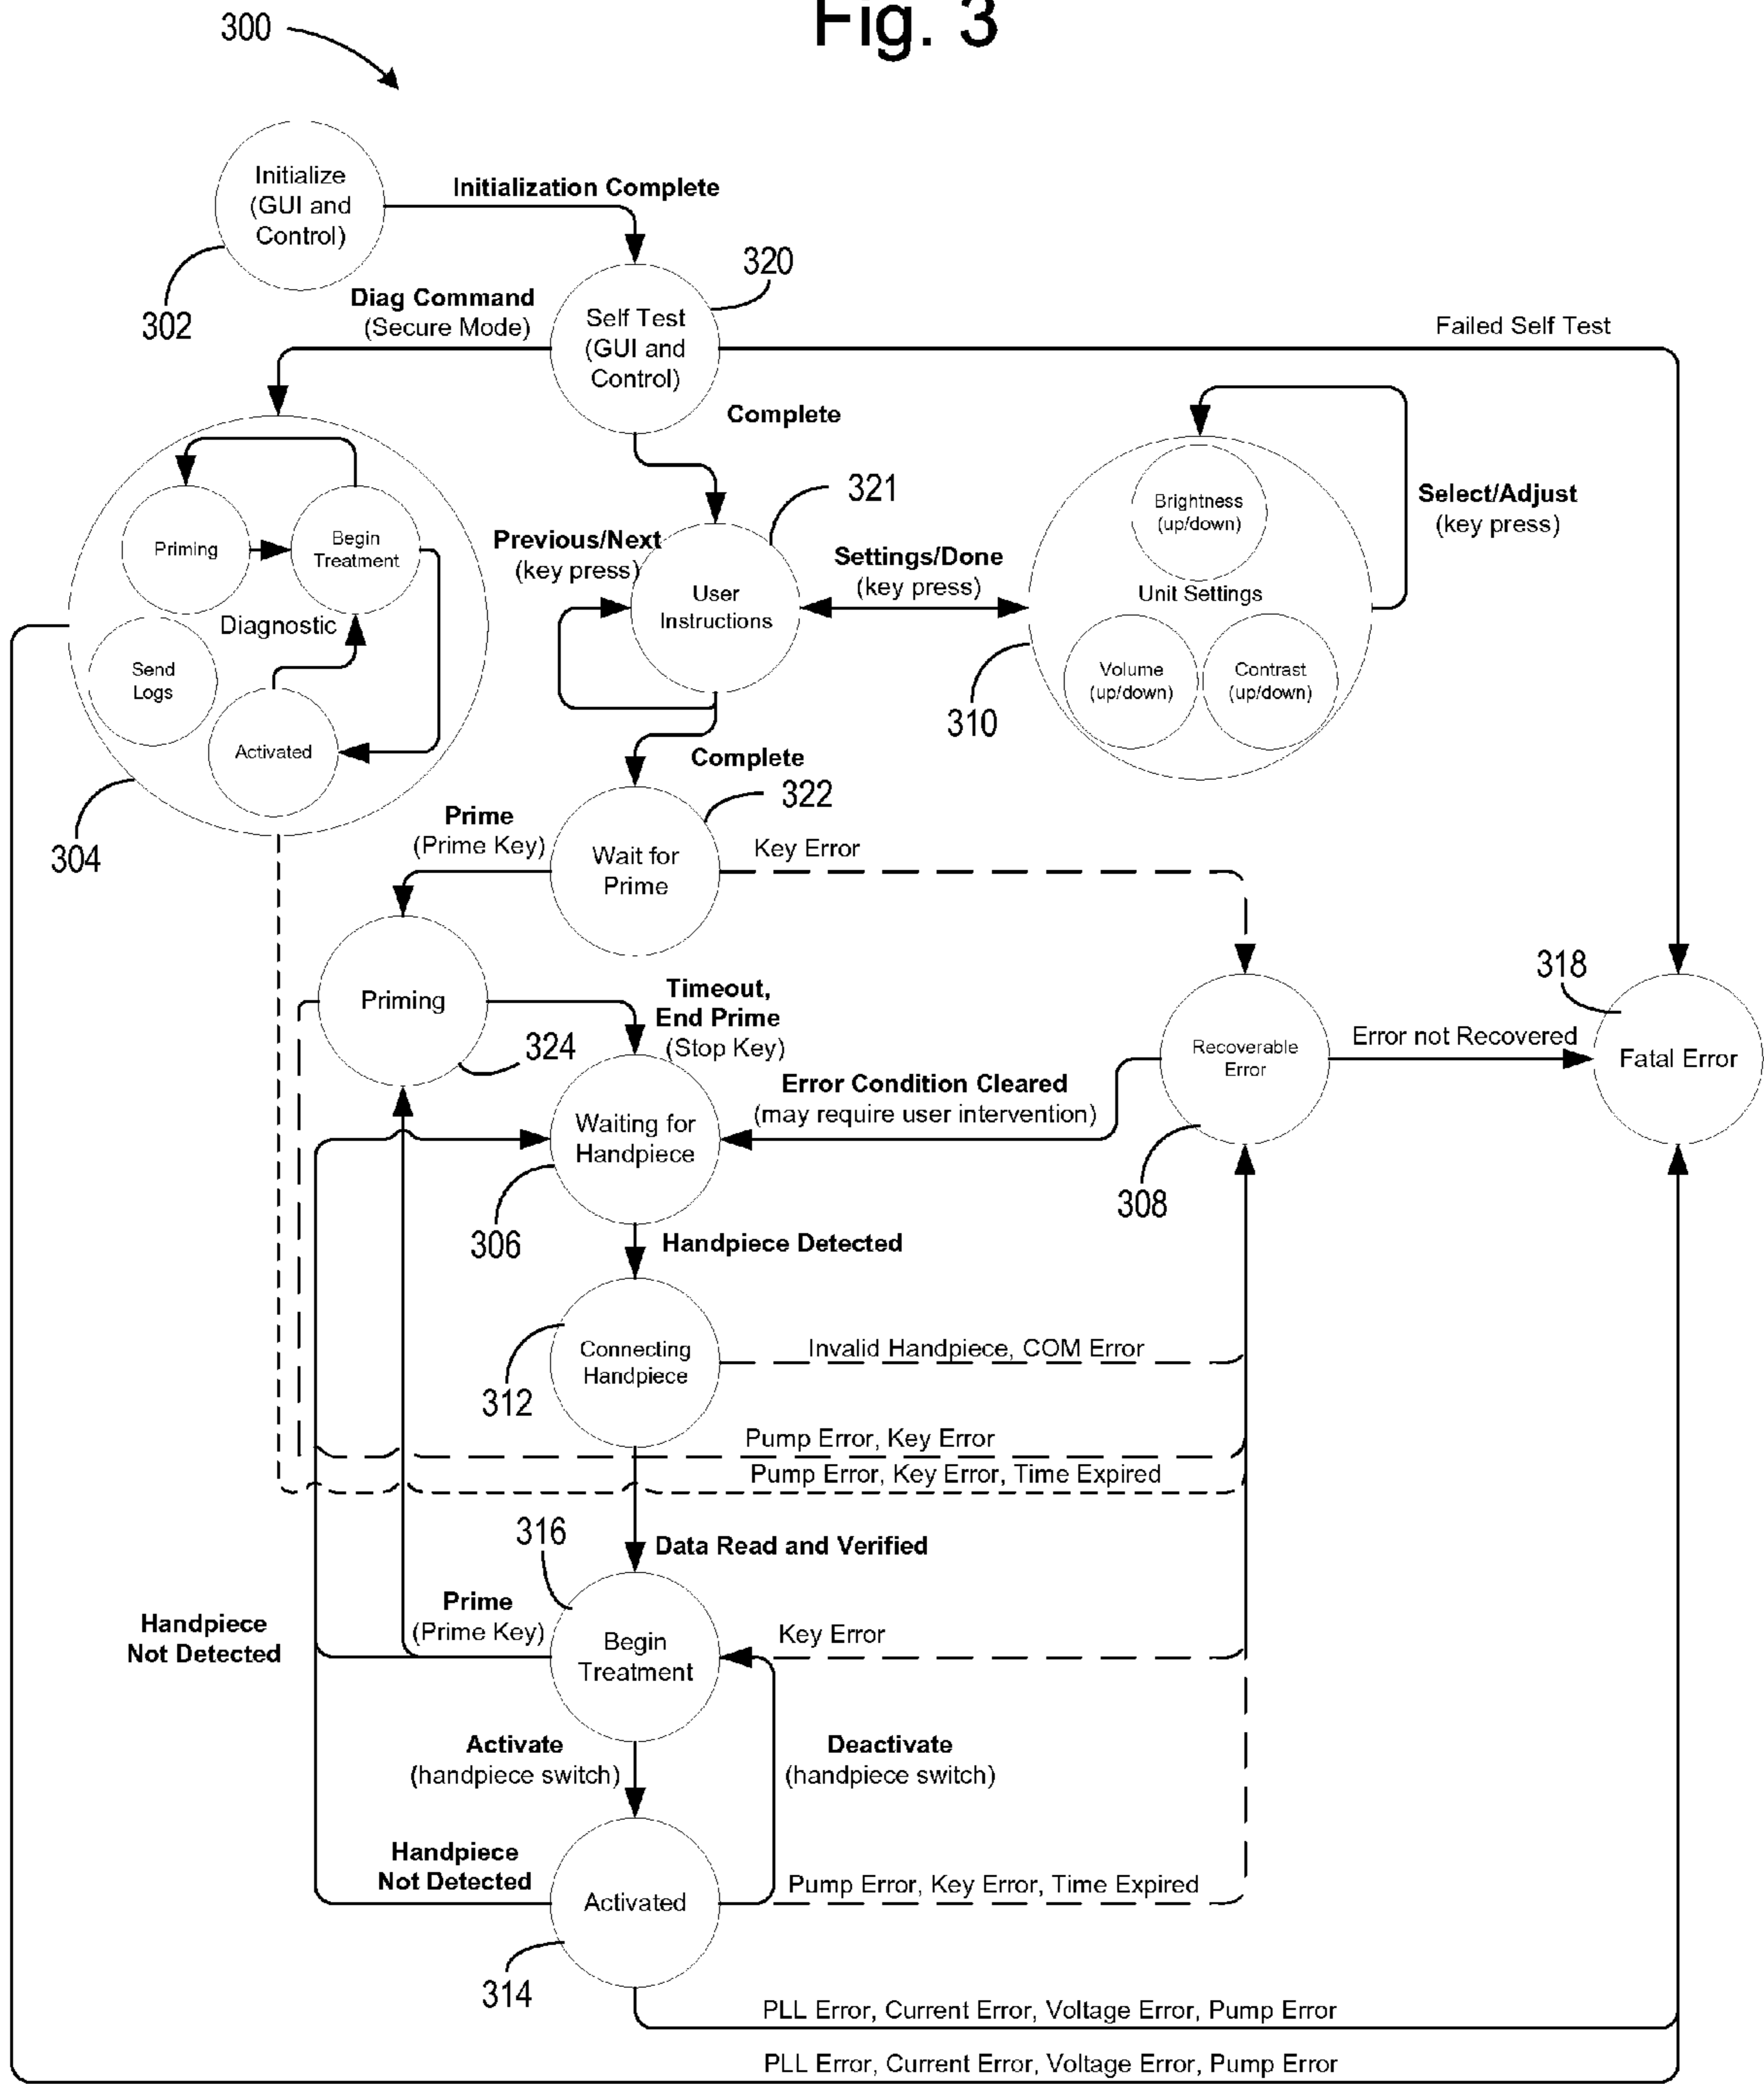 Fig. 3
300
Initialize
(GUI and
Control)
302
Initialization Complete
320
Self Test
(GUI and
Control)
Diag Command
(Secure Mode)
Failed Self Test
Complete
321
Previous/Next
(key press)
User
Instructions
Settings/Done
(key press)
Brightness
(up/down)
Unit Settings
Volume
(up/down)
Contrast
(up/down)
Select/Adjust
(key press)
310
Priming
Begin
Treatment
Diagnostic
Send
Logs
Activated
304
Complete
322
Prime
(Prime Key)
Wait for
Prime
Key Error
Priming
324
Timeout,
End Prime
(Stop Key)
318
Recoverable
Error
Error not Recovered
Fatal Error
Error Condition Cleared
(may require user intervention)
308
Waiting for
Handpiece
306
Handpiece Detected
Connecting
Handpiece
312
Invalid Handpiece, COM Error
Pump Error, Key Error
Pump Error, Key Error, Time Expired
316
Data Read and Verified
Handpiece
Not Detected
Prime
(Prime Key)
Begin
Treatment
Key Error
Activate
(handpiece switch)
Deactivate
(handpiece switch)
Handpiece
Not Detected
Activated
Pump Error, Key Error, Time Expired
314
PLL Error, Current Error, Voltage Error, Pump Error
PLL Error, Current Error, Voltage Error, Pump Error